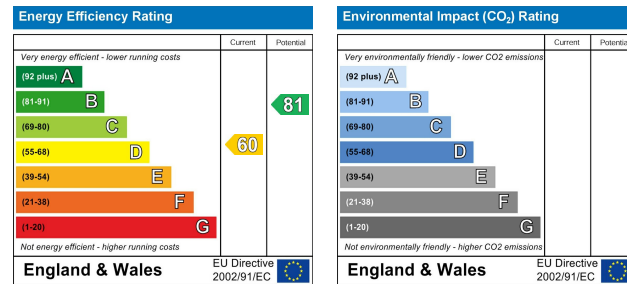 Energy Efficiency Rating
Current Potential
Very energy efficient - lower running costs
(92 plus) A
(81-91) B 81
(69-80) C
(55-68) D 60
(39-54) E
(21-38) F
(1-20) G
Not energy efficient - higher running costs
England & Wales
EU Directive
2002/91/EC
Environmental Impact (CO₂) Rating
Current Potential
Very environmentally friendly - lower CO2 emissions
(92 plus) A
(81-91) B
(69-80) C
(55-68) D
(39-54) E
(21-38) F
(1-20) G
Not environmentally friendly - higher CO2 emissions
England & Wales
EU Directive
2002/91/EC